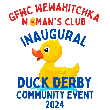 GFWC WEWAHITCHKA
WOMAN'S CLUB
INAUGURAL
DUCK DERBY
COMMUNITY EVENT
2024